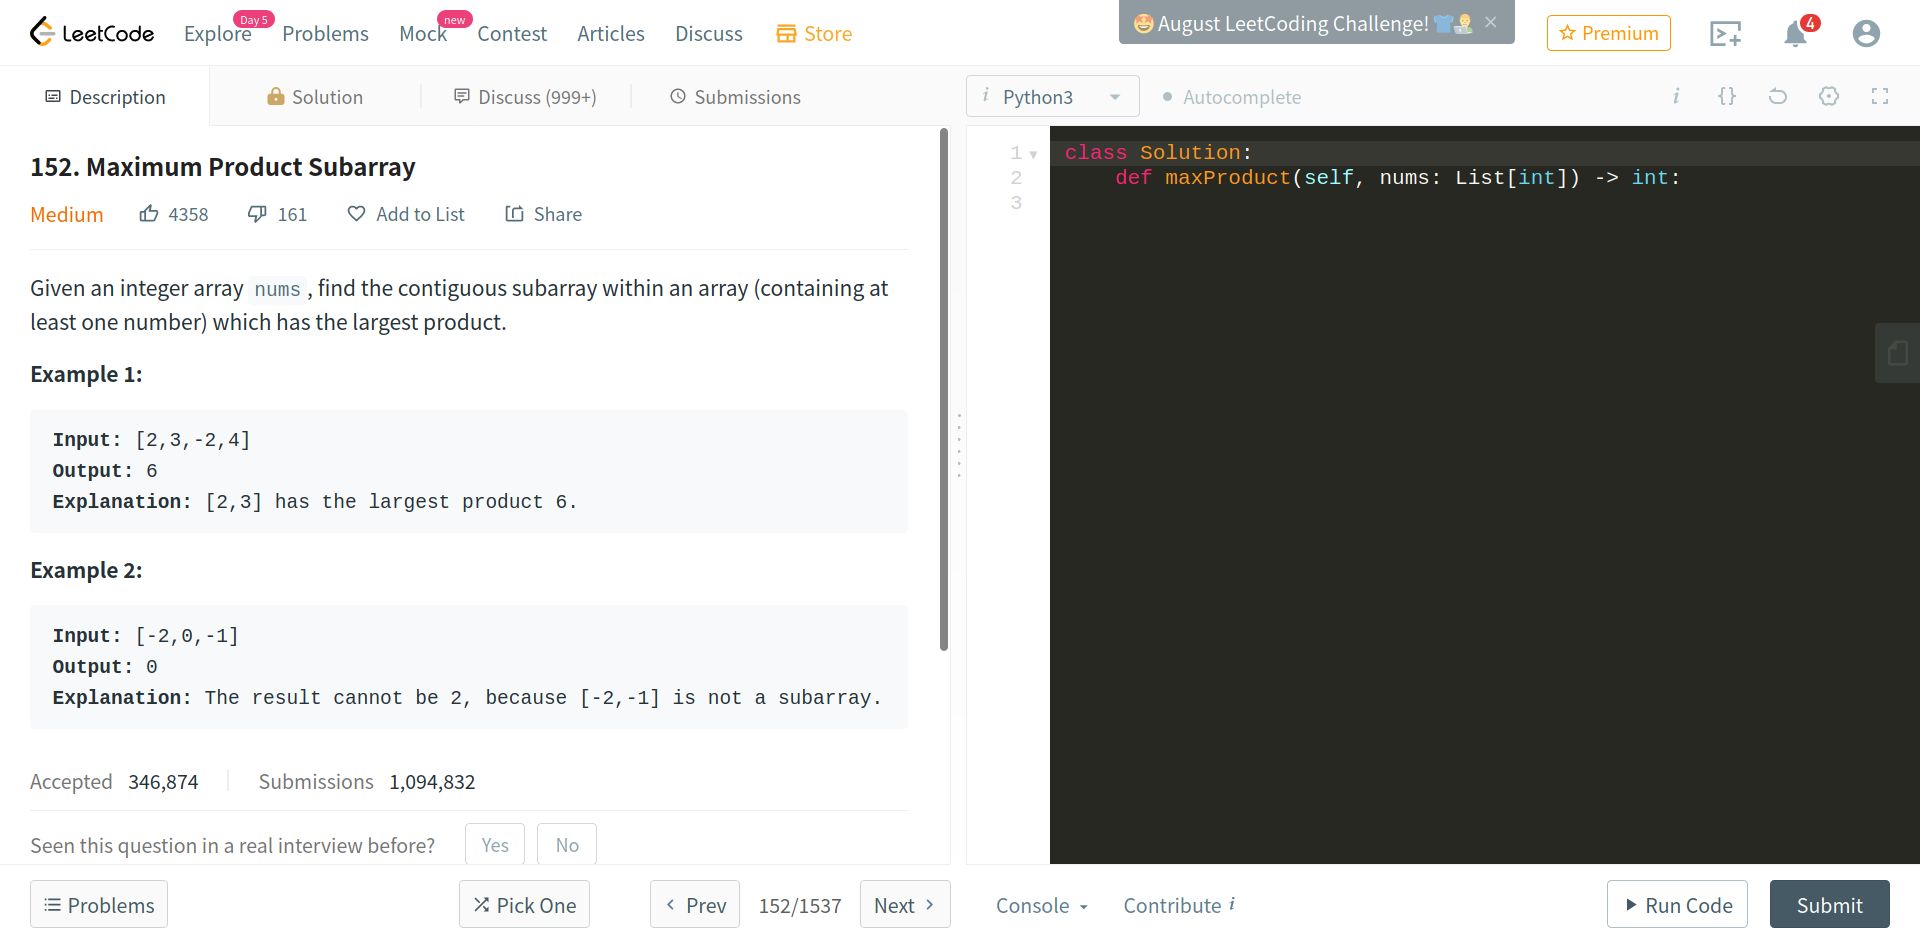 LeetCode
Explore Day 5 Problems Mock new Contest Articles Discuss Store
August LeetCoding Challenge!
Premium
4
Description
Solution
Discuss (999+)
Submissions
i Python3
Autocomplete
i {}
152. Maximum Product Subarray
Medium 4358 161 Add to List Share
Given an integer array nums, find the contiguous subarray within an array (containing at
least one number) which has the largest product.
Example 1:
Input: [2,3,-2,4]
Output: 6
Explanation: [2,3] has the largest product 6.
Example 2:
Input: [-2,0,-1]
Output: 0
Explanation: The result cannot be 2, because [-2,-1] is not a subarray.
Accepted 346,874 Submissions 1,094,832
Seen this question in a real interview before? Yes No
1 class Solution:
2 def maxProduct(self, nums: List[int]) -> int:
3
Problems
Pick One
Prev
152/1537
Next
Console
Contribute i
Run Code
Submit